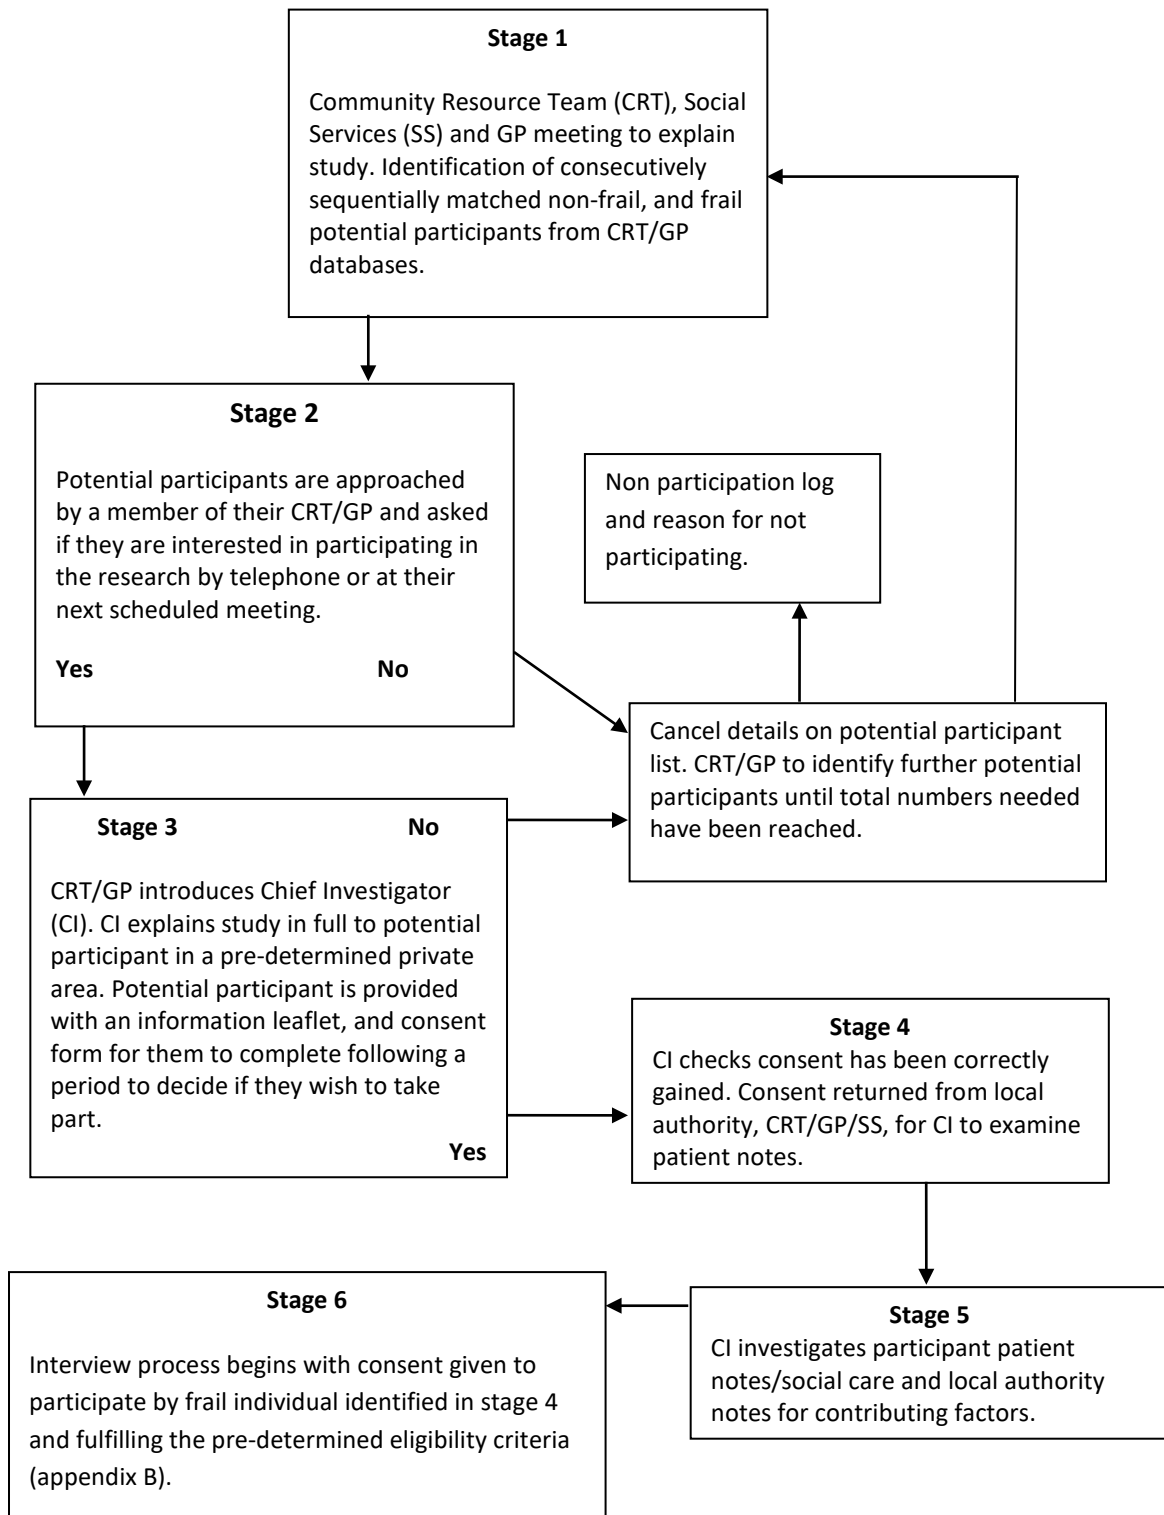 Stage 1
Community Resource Team (CRT), Social
Services (SS) and GP meeting to explain
study. Identification of consecutively
sequentially matched non-frail, and frail
potential participants from CRT/GP
databases.
Stage 2
Potential participants are approached
by a member of their CRT/GP and asked
if they are interested in participating in
the research by telephone or at their
next scheduled meeting.
Yes No
Non participation log
and reason for not
participating.
Cancel details on potential participant
list. CRT/GP to identify further potential
participants until total numbers needed
have been reached.
Stage 3 No
CRT/GP introduces Chief Investigator
(CI). CI explains study in full to potential
participant in a pre-determined private
area. Potential participant is provided
with an information leaflet, and consent
form for them to complete following a
period to decide if they wish to take
part.
Yes
Stage 4
CI checks consent has been correctly
gained. Consent returned from local
authority, CRT/GP/SS, for CI to examine
patient notes.
Stage 5
CI investigates participant patient
notes/social care and local authority
notes for contributing factors.
Stage 6
Interview process begins with consent given to
participate by frail individual identified in stage 4
and fulfilling the pre-determined eligibility criteria
(appendix B).